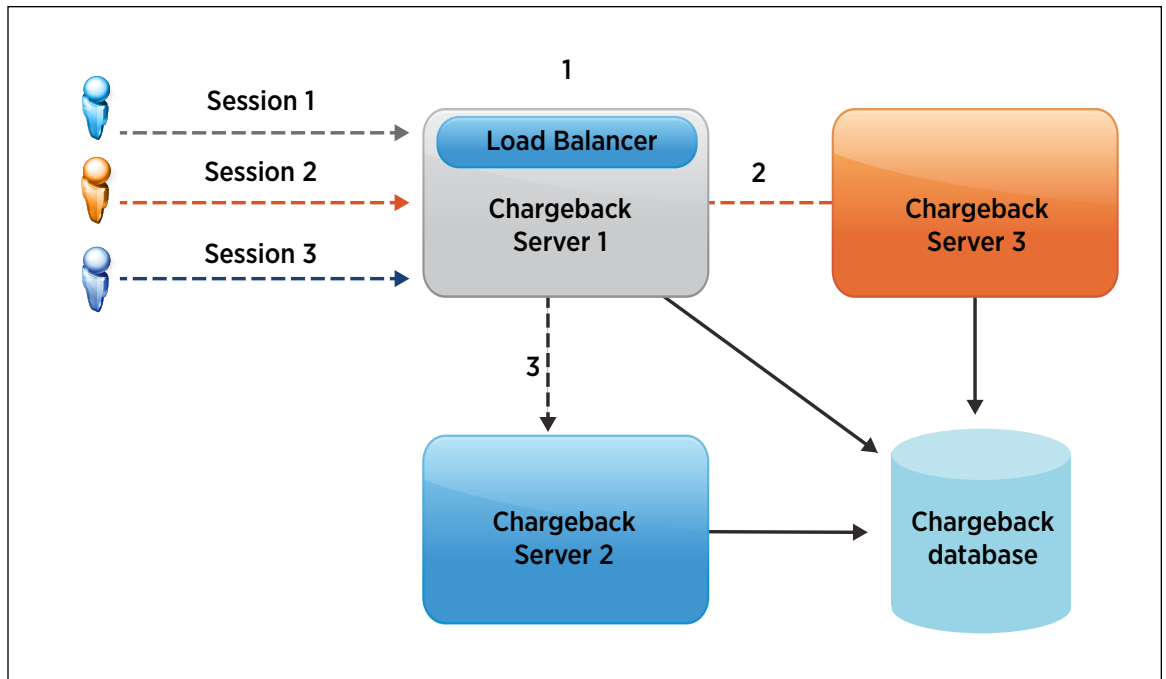 1
Session 1
Load Balancer
Session 2
2
Chargeback
Server 1
Chargeback
Server 3
Session 3
3
Chargeback
Server 2
Chargeback
database